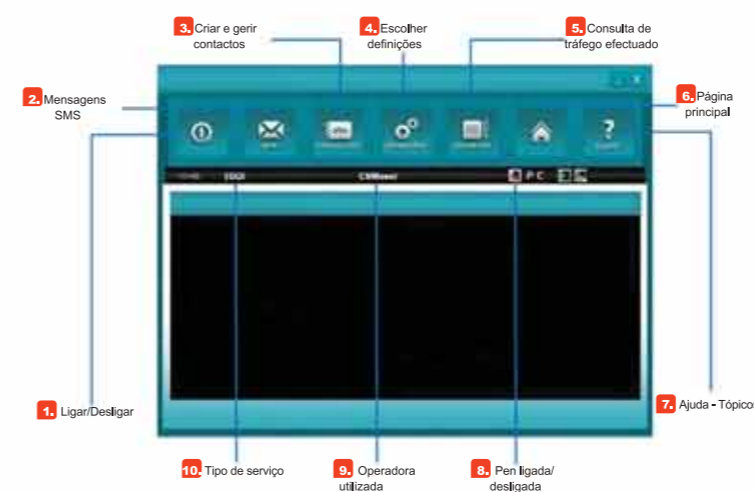 3. Criar e gerir
contactos
4. Escolher
definições
5. Consulta de
tráfego efectuado
2. Mensagens
SMS
6. Página
principal
1. Ligar/Desligar
7. Ajuda - Tópicos
10. Tipo de serviço
9. Operadora
utilizada
8. Pen ligada/
desligada